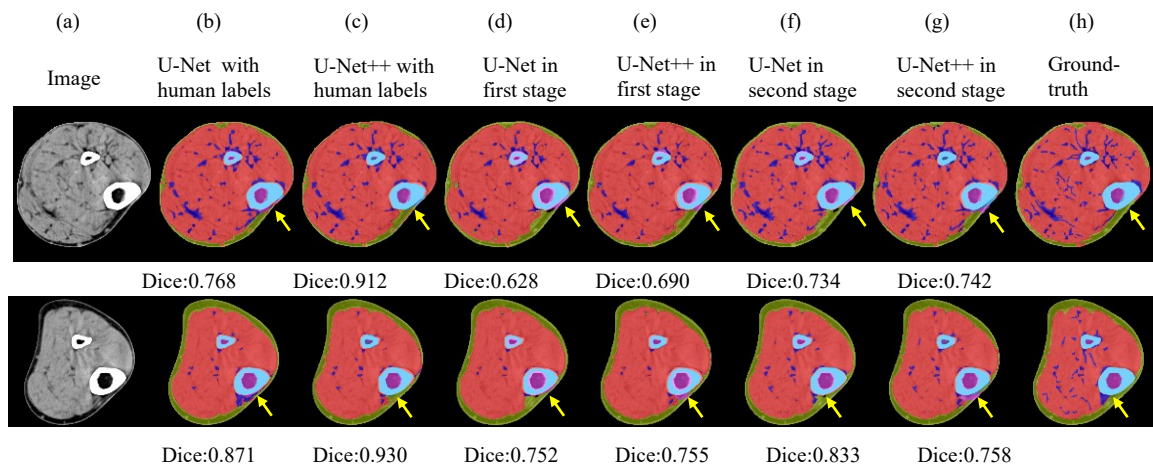 (a) (b) (c) (d) (e) (f) (g) (h)
Image
U-Net with
human labels
U-Net++ with
human labels
U-Net in
first stage
U-Net++ in
first stage
U-Net in
second stage
U-Net++ in
second stage
Ground-
truth
Dice:0.768 Dice:0.912 Dice:0.628 Dice:0.690 Dice:0.734 Dice:0.742
Dice:0.871 Dice:0.930 Dice:0.752 Dice:0.755 Dice:0.833 Dice:0.758